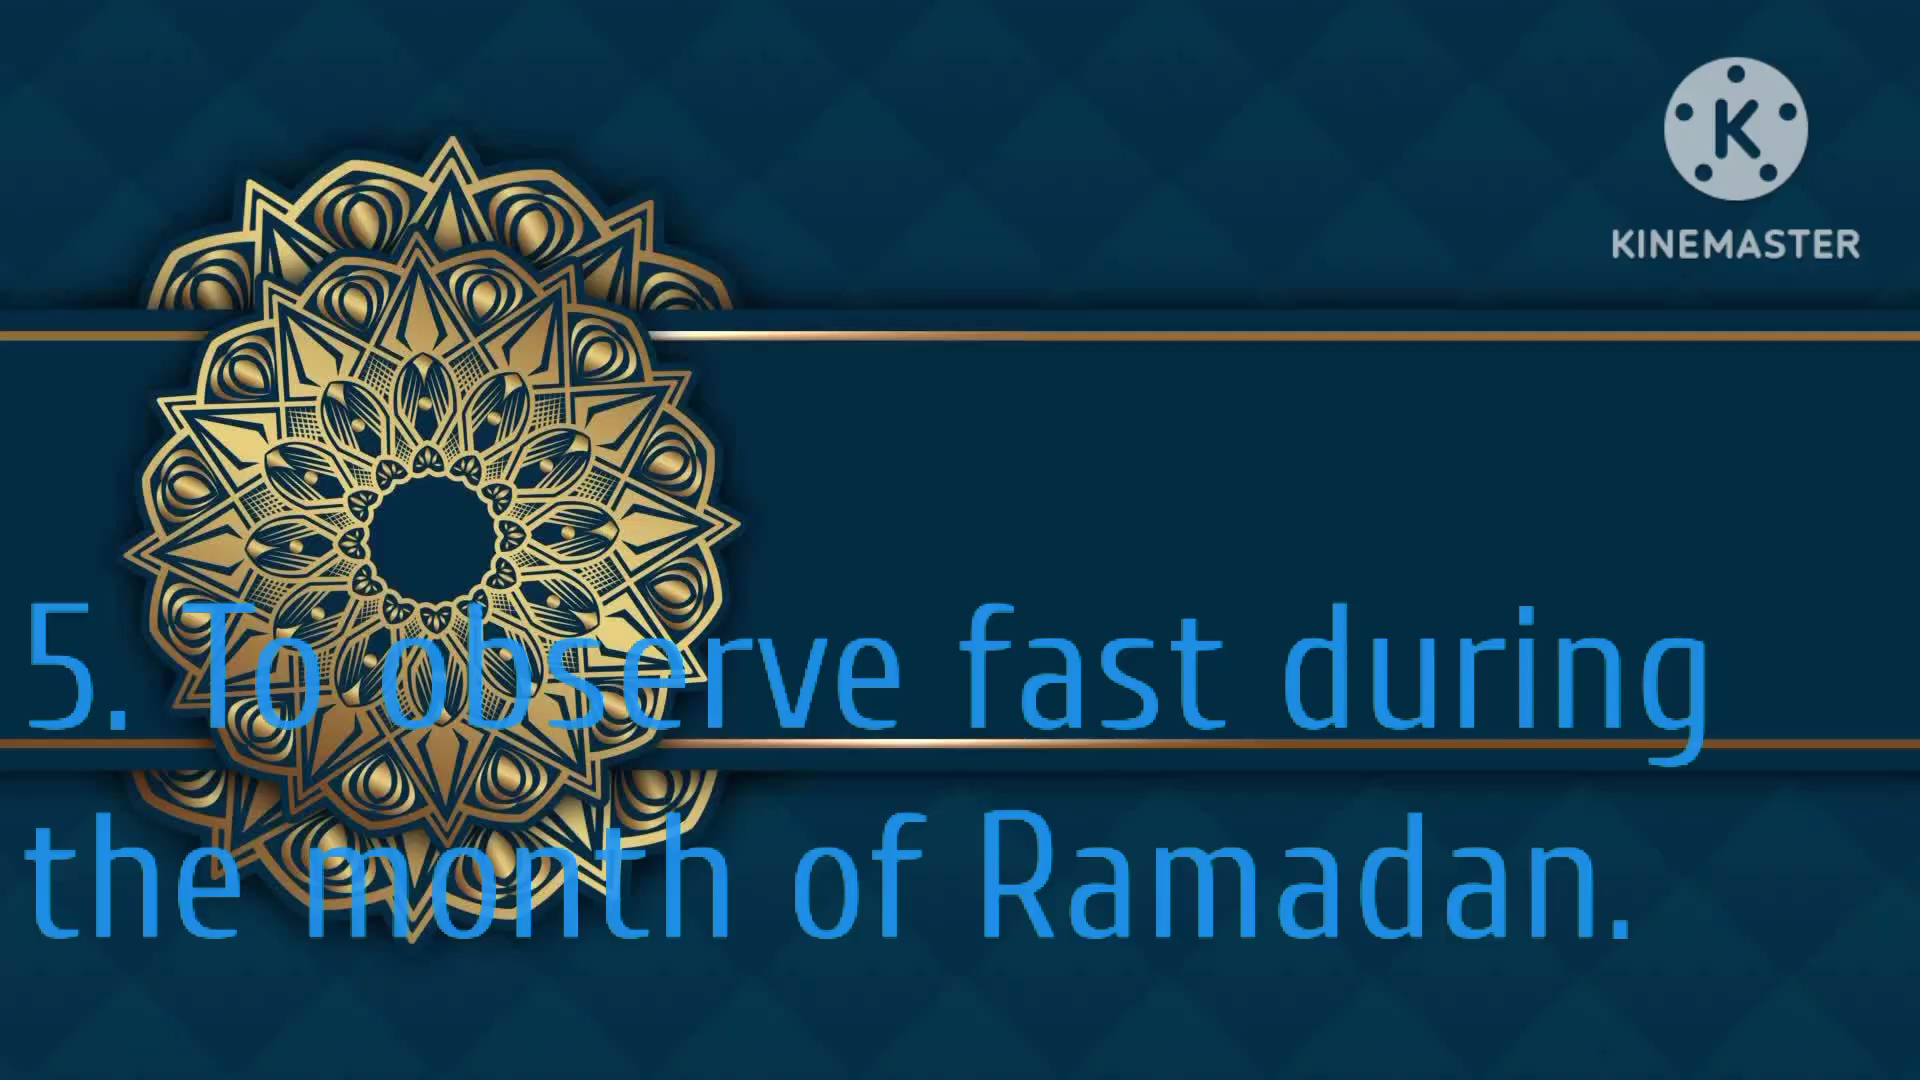 K
KINEMASTER
5. To observe fast during
the month of Ramadan.